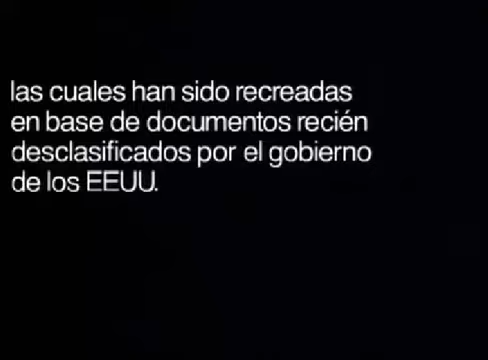 las cuales han sido recreadas
en base de documentos recién
desclasificados por el gobierno
de los EEUU.